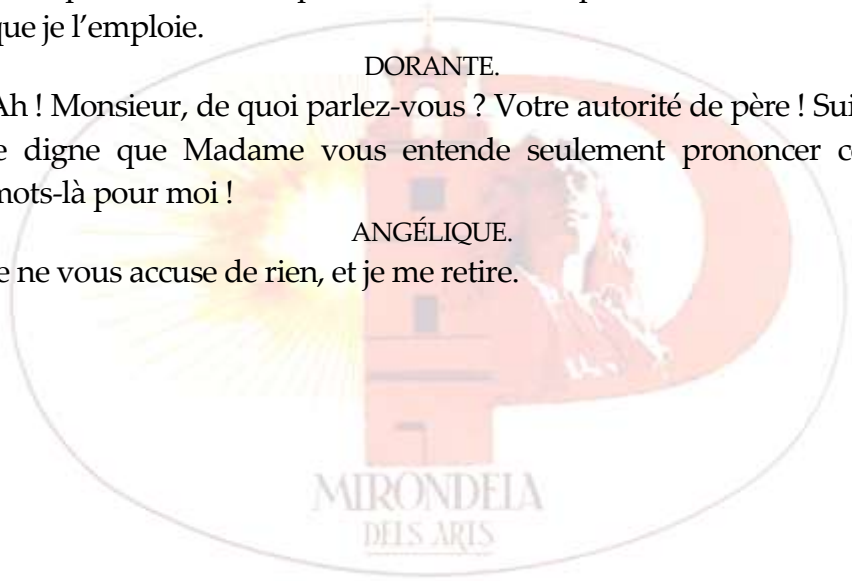 que je l’emploie.
DORANTE.
Ah ! Monsieur, de quoi parlez-vous ? Votre autorité de père ! Sui
e digne que Madame vous entende seulement prononcer c
mots-là pour moi !
ANGÉLIQUE.
e ne vous accuse de rien, et je me retire.
MIRONDELA
DELS ARTS